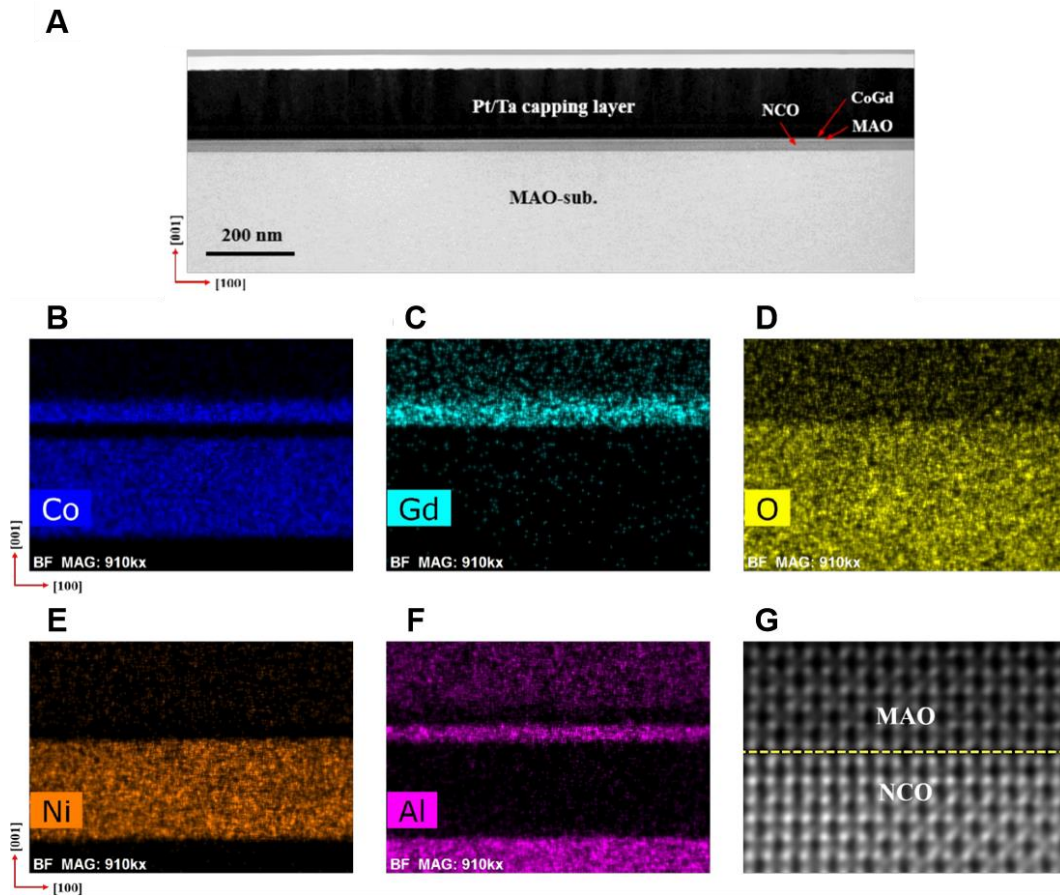 A
Pt/Ta capping layer
NCO
CoGd
MAO
MAO-sub.
200 nm
[001]
[100]
B
C
D
Co
Gd
O
BF MAG: 910kx
BF MAG: 910kx
BF MAG: 910kx
[001]
[100]
E
F
G
MAO
NCO
Ni
Al
BF MAG: 910kx
BF MAG: 910kx
[001]
[100]